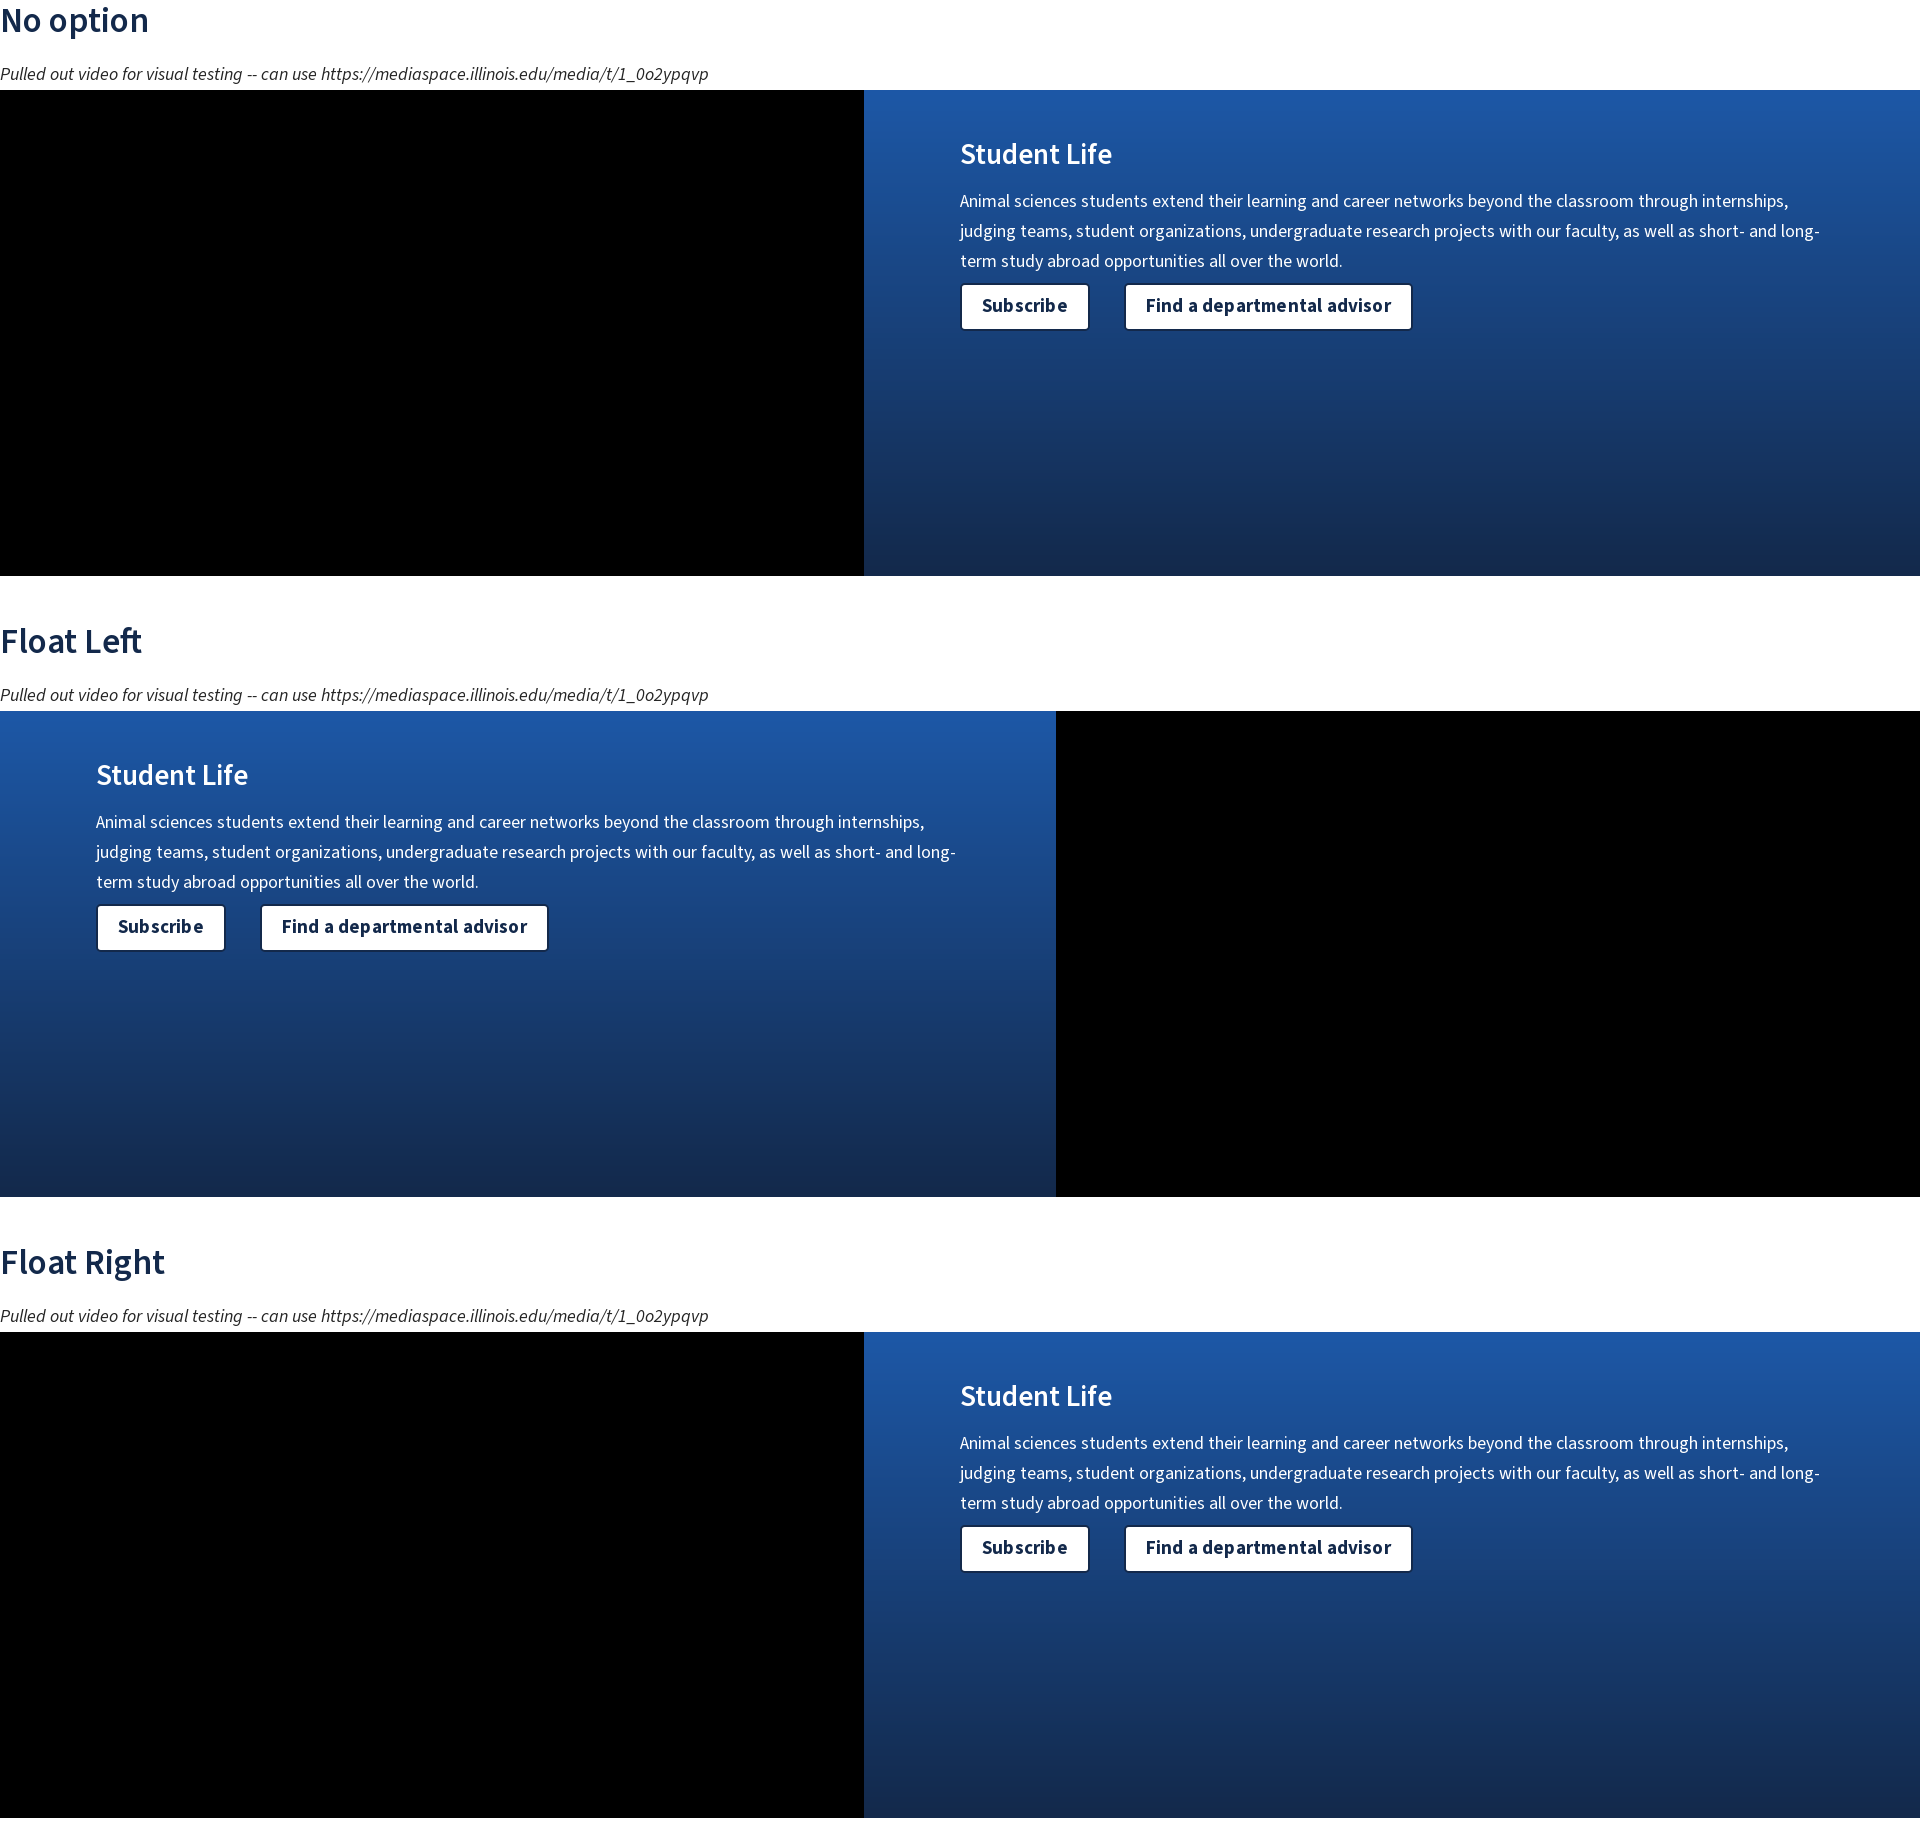 No option
Pulled out video for visual testing -- can use https://mediaspace.illinois.edu/media/t/1_0o2ypqvp
Student Life
Animal sciences students extend their learning and career networks beyond the classroom through internships,
judging teams, student organizations, undergraduate research projects with our faculty, as well as short- and long-
term study abroad opportunities all over the world.
Subscribe
Find a departmental advisor
Float Left
Pulled out video for visual testing -- can use https://mediaspace.illinois.edu/media/t/1_0o2ypqvp
Student Life
Animal sciences students extend their learning and career networks beyond the classroom through internships,
judging teams, student organizations, undergraduate research projects with our faculty, as well as short- and long-
term study abroad opportunities all over the world.
Subscribe
Find a departmental advisor
Float Right
Pulled out video for visual testing -- can use https://mediaspace.illinois.edu/media/t/1_0o2ypqvp
Student Life
Animal sciences students extend their learning and career networks beyond the classroom through internships,
judging teams, student organizations, undergraduate research projects with our faculty, as well as short- and long-
term study abroad opportunities all over the world.
Subscribe
Find a departmental advisor